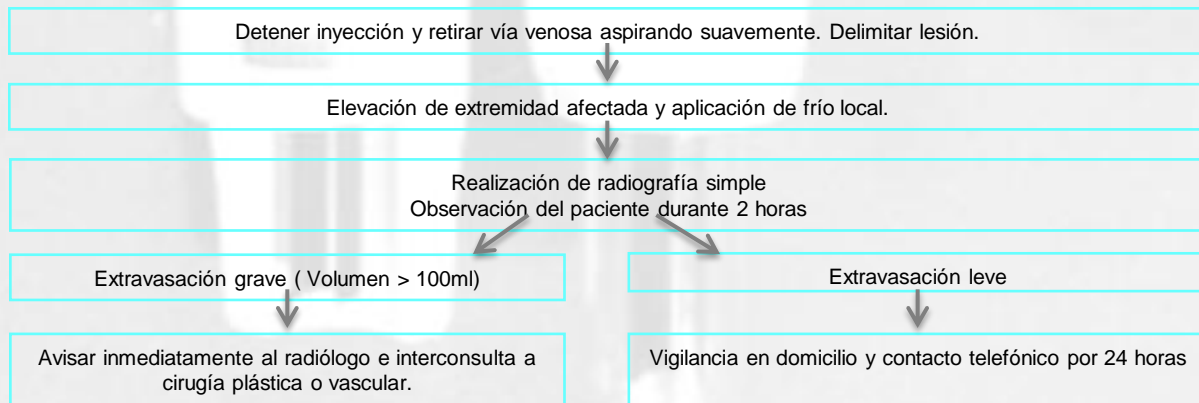 Detener inyección y retirar vía venosa aspirando suavemente. Delimitar lesión.
Elevación de extremidad afectada y aplicación de frío local.
Realización de radiografía simple
Observación del paciente durante 2 horas
Extravasación grave ( Volumen > 100ml)
Extravasación leve
Avisar inmediatamente al radiólogo e interconsulta a
cirugía plástica o vascular.
Vigilancia en domicilio y contacto telefónico por 24 horas